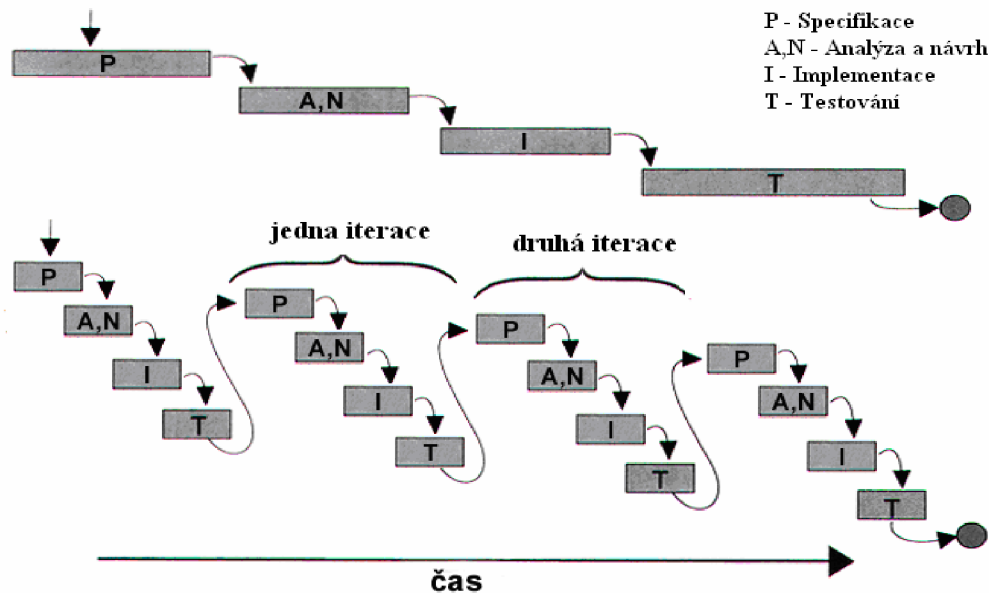 P - Specifikace
A,N - Analýza a návrh
I - Implementace
T - Testování
P
A,N
I
T
jedna iterace
druhá iterace
P
A,N
I
T
P
A,N
I
T
P
A,N
I
T
P
A,N
I
T
čas